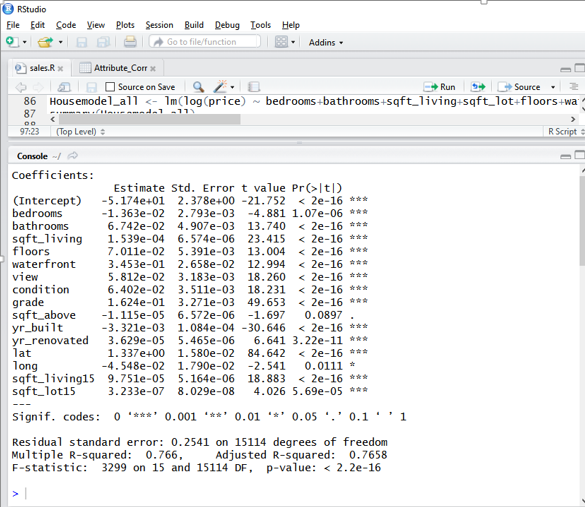 RStudio
File Edit Code View Plots Session Build Debug Tools Help
Go to file/function Addins
sales.R Attribute_Corr
Source on Save Run Source
86 Housemodel_all <- lm(log(price) ~ bedrooms+bathrooms+sqft_living+sqft_lot+floors+wa
87 summary(Housemodel_all)
97:23 (Top Level) R Script
Console ~/
Coefficients:
Estimate Std. Error t value Pr(>|t|)
(Intercept) -5.174e+01 2.378e+00 -21.752 < 2e-16 ***
bedrooms -1.363e-02 2.793e-03 -4.881 1.07e-06 ***
bathrooms 6.742e-02 4.907e-03 13.740 < 2e-16 ***
sqft_living 1.539e-04 6.574e-06 23.415 < 2e-16 ***
floors 7.011e-02 5.391e-03 13.004 < 2e-16 ***
waterfront 3.453e-01 2.658e-02 12.994 < 2e-16 ***
view 5.812e-02 3.183e-03 18.260 < 2e-16 ***
condition 6.402e-02 3.511e-03 18.231 < 2e-16 ***
grade 1.624e-01 3.271e-03 49.653 < 2e-16 ***
sqft_above -1.115e-05 6.572e-06 -1.697 0.0897 .
yr_built -3.321e-03 1.084e-04 -30.646 < 2e-16 ***
yr_renovated 3.629e-05 5.465e-06 6.641 3.22e-11 ***
lat 1.337e+00 1.580e-02 84.642 < 2e-16 ***
long -4.548e-02 1.790e-02 -2.541 0.0111 *
sqft_living15 9.751e-05 5.164e-06 18.883 < 2e-16 ***
sqft_lot15 3.233e-07 8.029e-08 4.026 5.69e-05 ***
---
Signif. codes: 0 ‘***’ 0.001 ‘**’ 0.01 ‘*’ 0.05 ‘.’ 0.1 ‘ ’ 1
Residual standard error: 0.2541 on 15114 degrees of freedom
Multiple R-squared: 0.766, Adjusted R-squared: 0.7658
F-statistic: 3299 on 15 and 15114 DF, p-value: < 2.2e-16
>